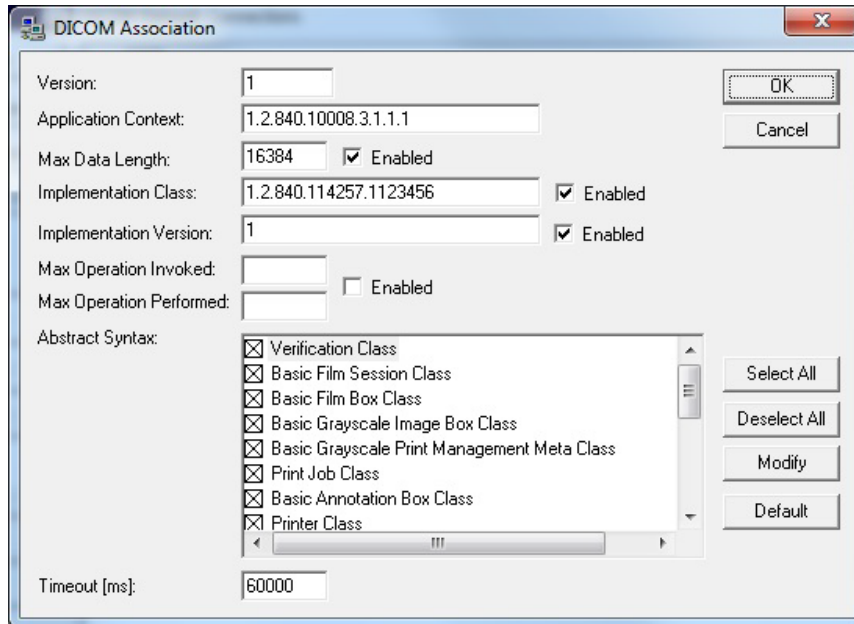 DICOM Association
Version: 1
OK
Application Context: 1.2.840.10008.3.1.1.1
Cancel
Max Data Length: 16384 Enabled
Implementation Class: 1.2.840.114257.1123456 Enabled
Implementation Version: 1 Enabled
Max Operation Invoked:
Enabled
Max Operation Performed:
Abstract Syntax:
Verification Class
Basic Film Session Class
Basic Film Box Class
Basic Grayscale Image Box Class
Basic Grayscale Print Management Meta Class
Print Job Class
Basic Annotation Box Class
Printer Class
Select All
Deselect All
Modify
Default
Timeout [ms]: 60000